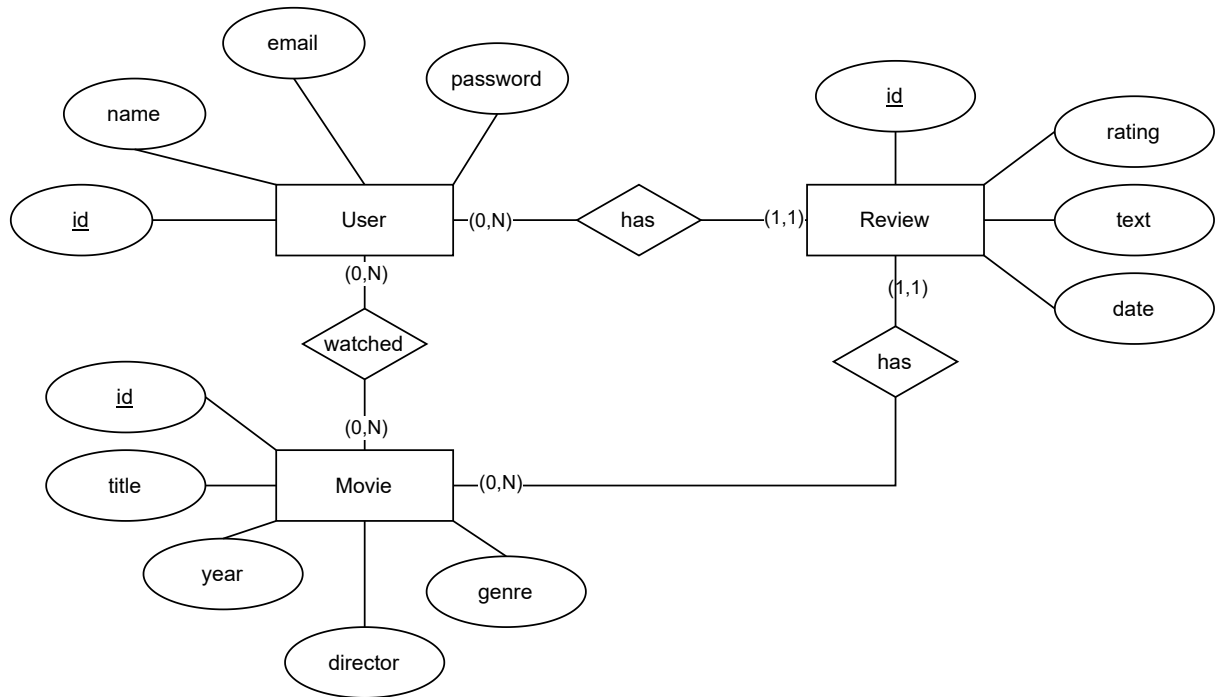 email
password
name
id
id
rating
User
(0,N)
has
(1,1)
Review
text
(0,N)
(1,1)
date
watched
has
id
(0,N)
title
Movie
(0,N)
year
genre
director